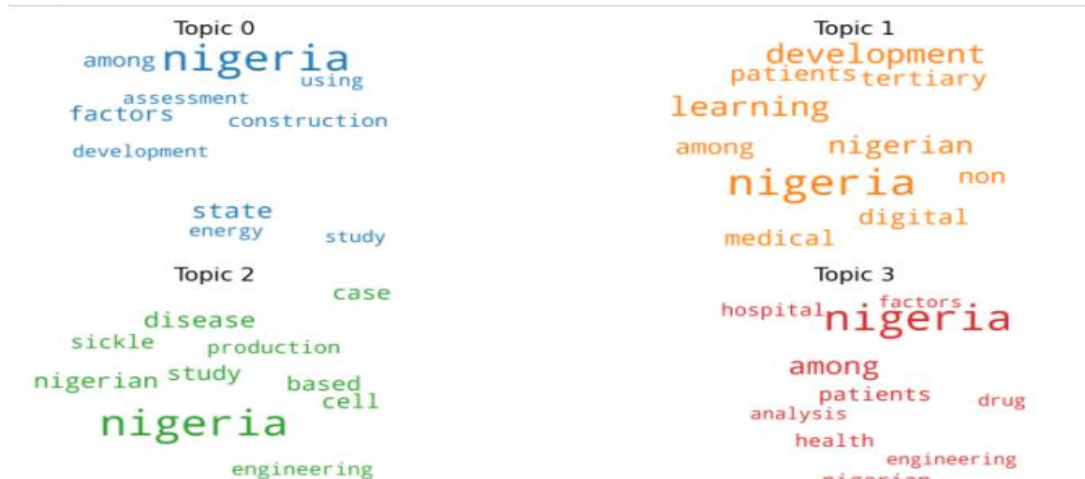 Topic 0
among nigeria
using
assessment
factors
construction
development
state
energy
study
Topic 1
development
patients tertiary
learning
among
nigerian
nigeria
non
digital
medical
Topic 2
case
disease
sickle
production
nigerian study
based
cell
nigeria
engineering
Topic 3
factors
hospital nigeria
among
patients
drug
analysis
health
engineering
nigerian